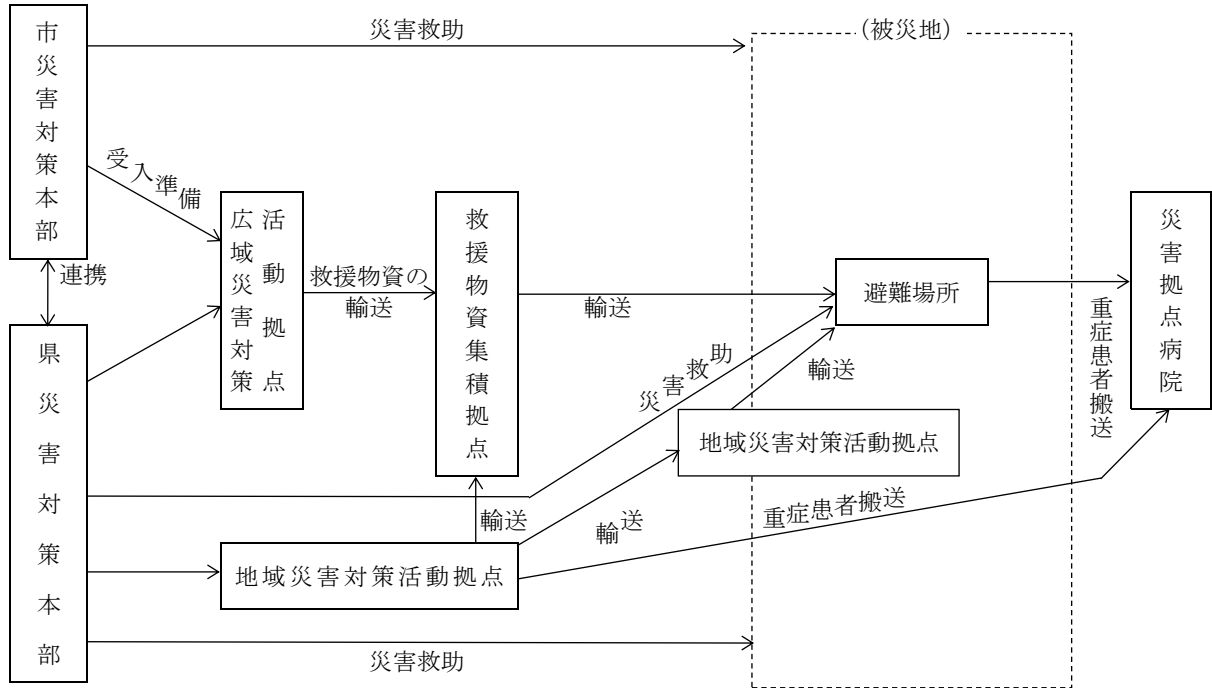 市災害対策本部
災害救助
(被災地)
受入準備
連携
広域災害対策
活動拠点
救援物資の
輸送
救援物資集積拠点
輸送
避難場所
災害拠点病院
重症患者搬送
災害救助
輸送
地域災害対策活動拠点
県災害対策本部
輸送
輸送
重症患者搬送
地域災害対策活動拠点
災害救助